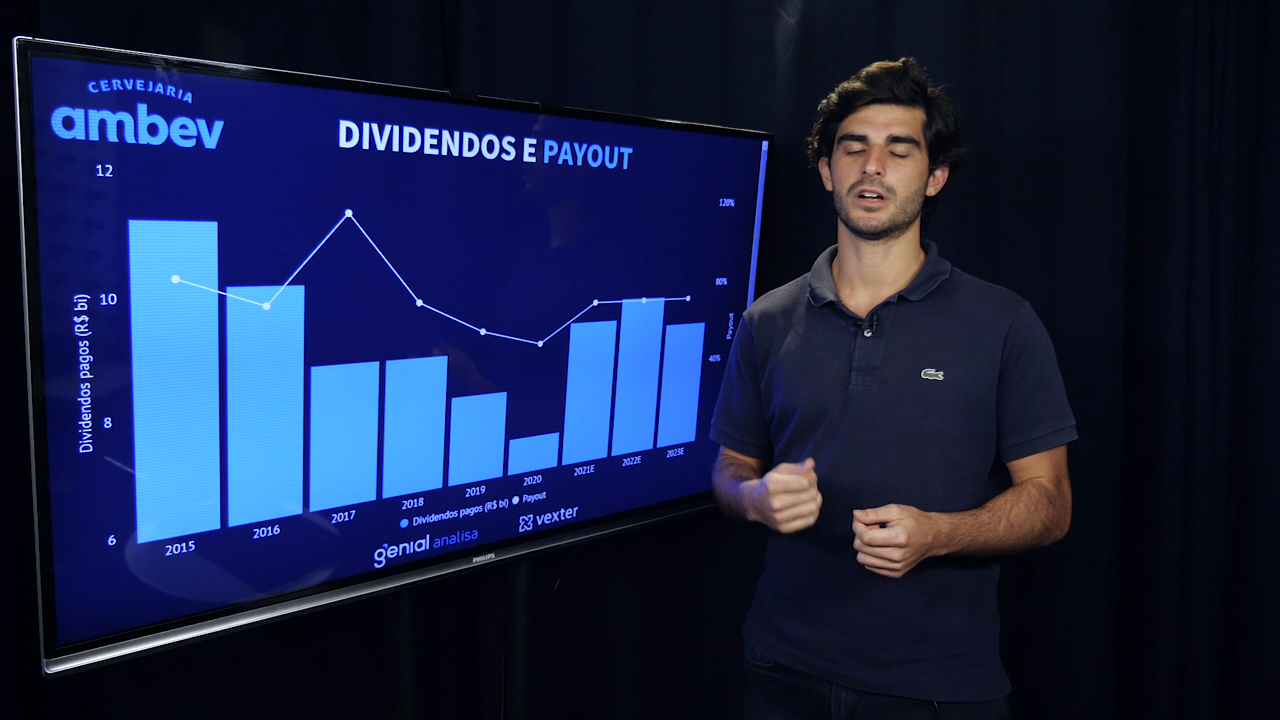 CERVEJARIA
ambev
DIVIDENDOS E PAYOUT
12
10
8
6
Dividendos pagos (R$ bi)
120%
80%
40%
Payout
2015
2016
2017
2018
2019
2020
2021E
2022E
2023E
Dividendos pagos (R$ bi)
Payout
genial analisa
vexter
PHILIPS